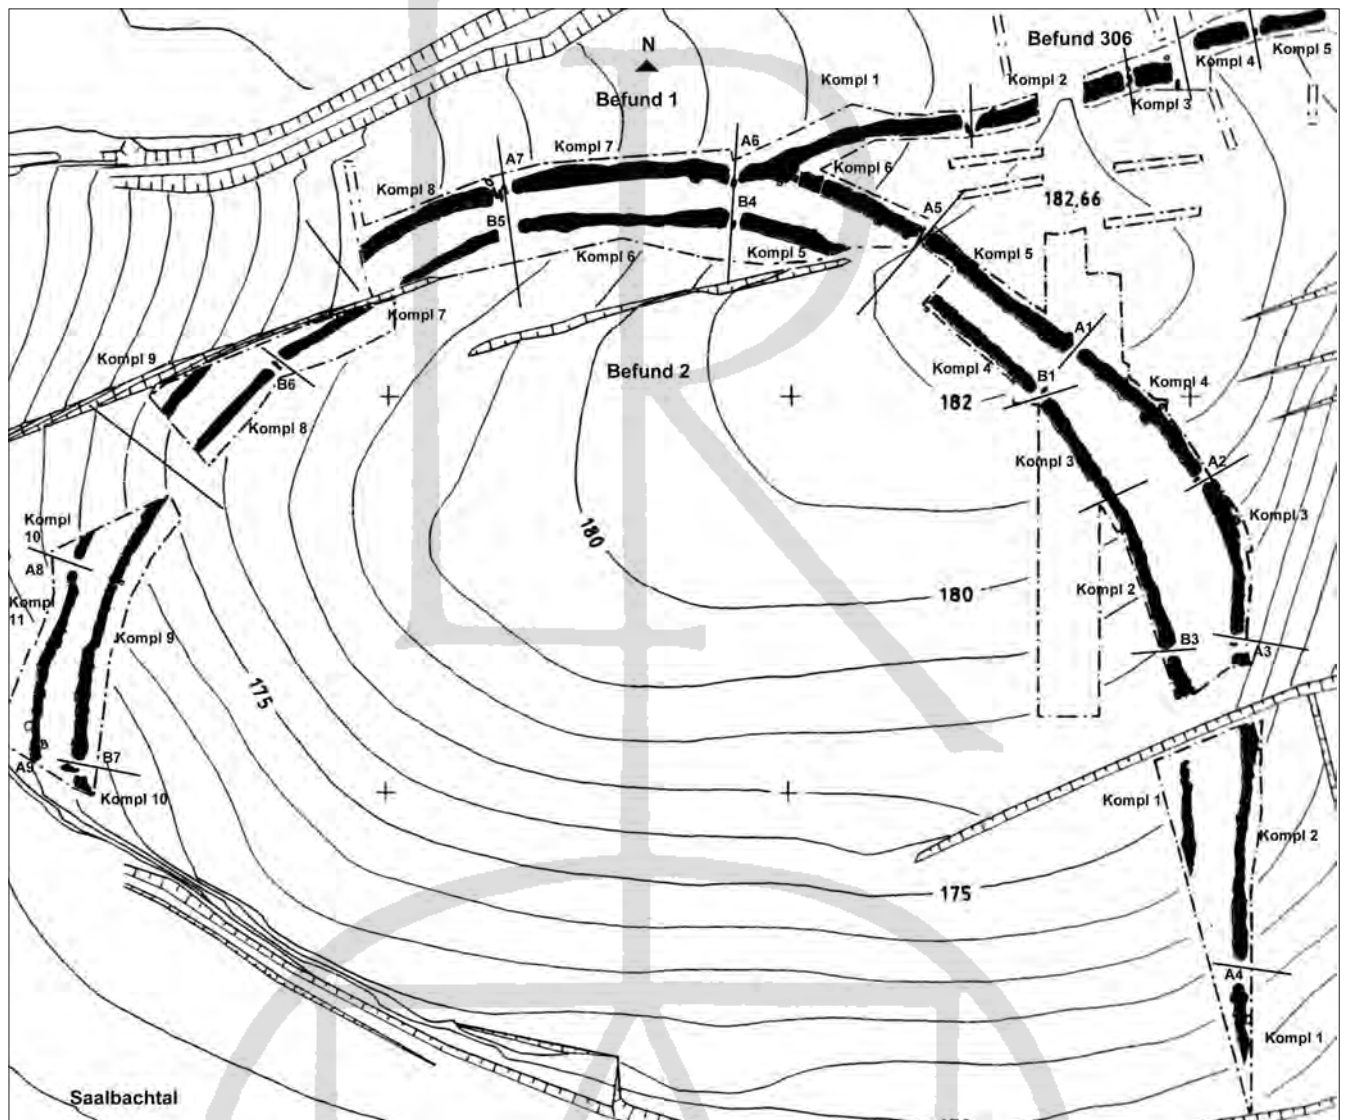 Befund 306
N
Kompl 5
Kompl 4
Kompl 1
Kompl 2
Befund 1
Kompl 3
A6
Kompl 7
A7
Kompl 6
Kompl 8
182,66
B4
A5
B5
Kompl 5
Kompl 5
Kompl 6
Kompl 7
A1
Kompl 9
Befund 2
Kompl 4
B1
Kompl 4
B6
182
Kompl 8
Kompl 3
A2
Kompl 3
Kompl
10
180
A8
Kompl 2
180
Kompl
11
Kompl 9
B3
A3
175
B7
A9
Kompl 10
Kompl 1
Kompl 2
175
A4
Kompl 1
Saalbachtal